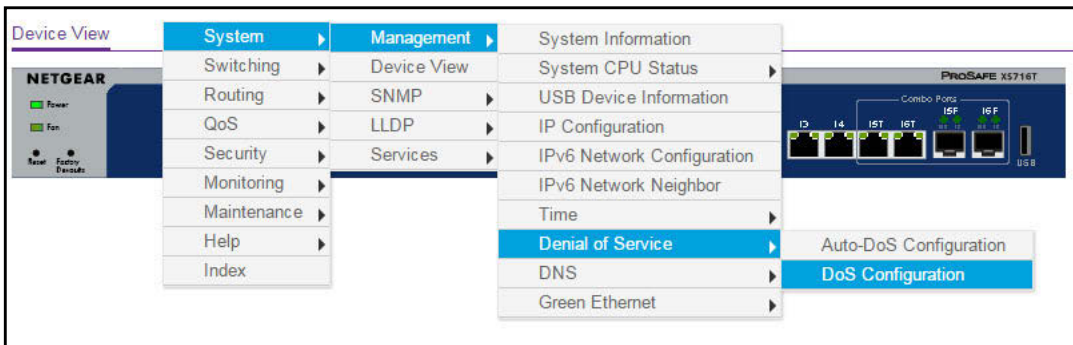 Device View
System
Switching
Routing
QoS
Security
Monitoring
Maintenance
Help
Index
Management
Device View
SNMP
LLDP
Services
System Information
System CPU Status
USB Device Information
IP Configuration
IPv6 Network Configuration
IPv6 Network Neighbor
Time
Denial of Service
DNS
Green Ethernet
Auto-DoS Configuration
DoS Configuration
NETGEAR
Power
Fan
Reset Factory
Defaults
PROSAFE XS716T
Combo Ports
13 14 15T 16T 15F 16F
USB